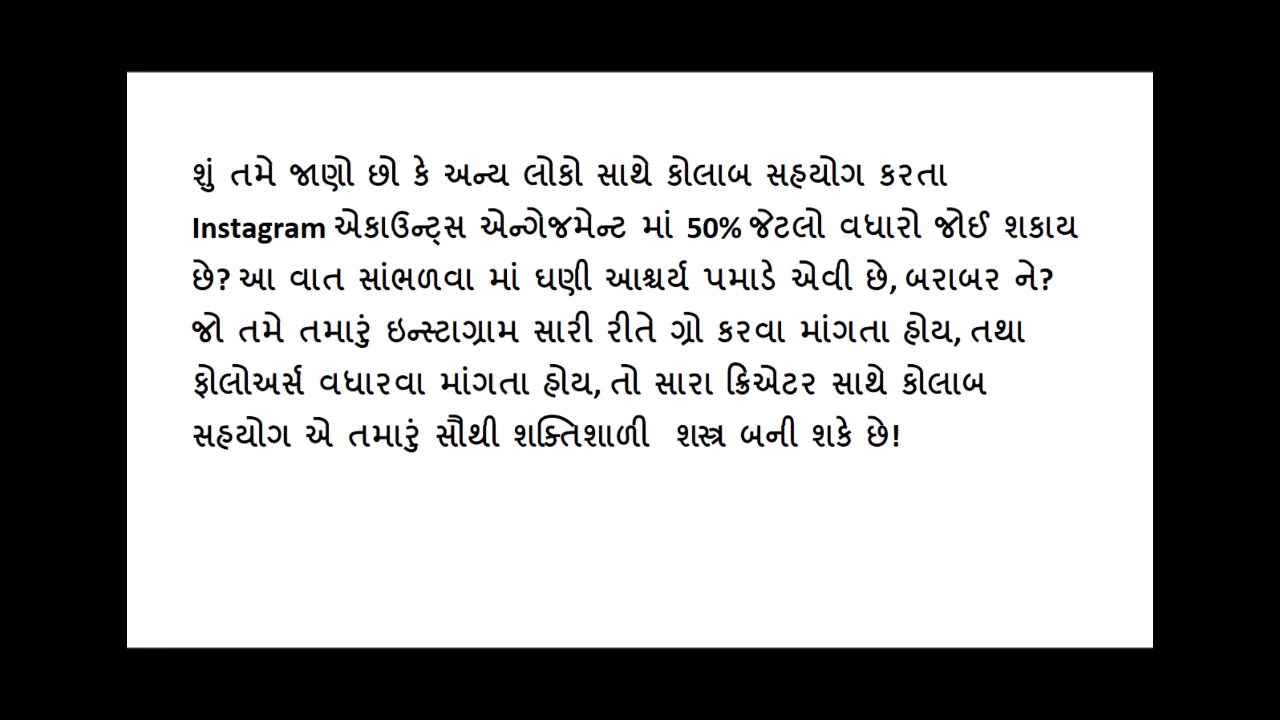 શું તમે જાણો છો કે અન્ય લોકો સાથે કોલાબ સહયોગ કરતા
Instagram એકાઉન્ટ્સ એન્ગેજમેન્ટ માં 50% જેટલો વધારો જોઈ શકાય
છે? આ વાત સાંભળવા માં ઘણી આશ્ચર્ય પમાડે એવી છે, બરાબર ને?
જો તમે તમારું ઇન્સ્ટાગ્રામ સારી રીતે ગ્રો કરવા માંગતા હોય, તથા
ફોલોઅર્સ વધારવા માંગતા હોય, તો સારા ક્રિએટર સાથે કોલાબ
સહયોગ એ તમારું સૌથી શક્તિશાળી શસ્ત્ર બની શકે છે!